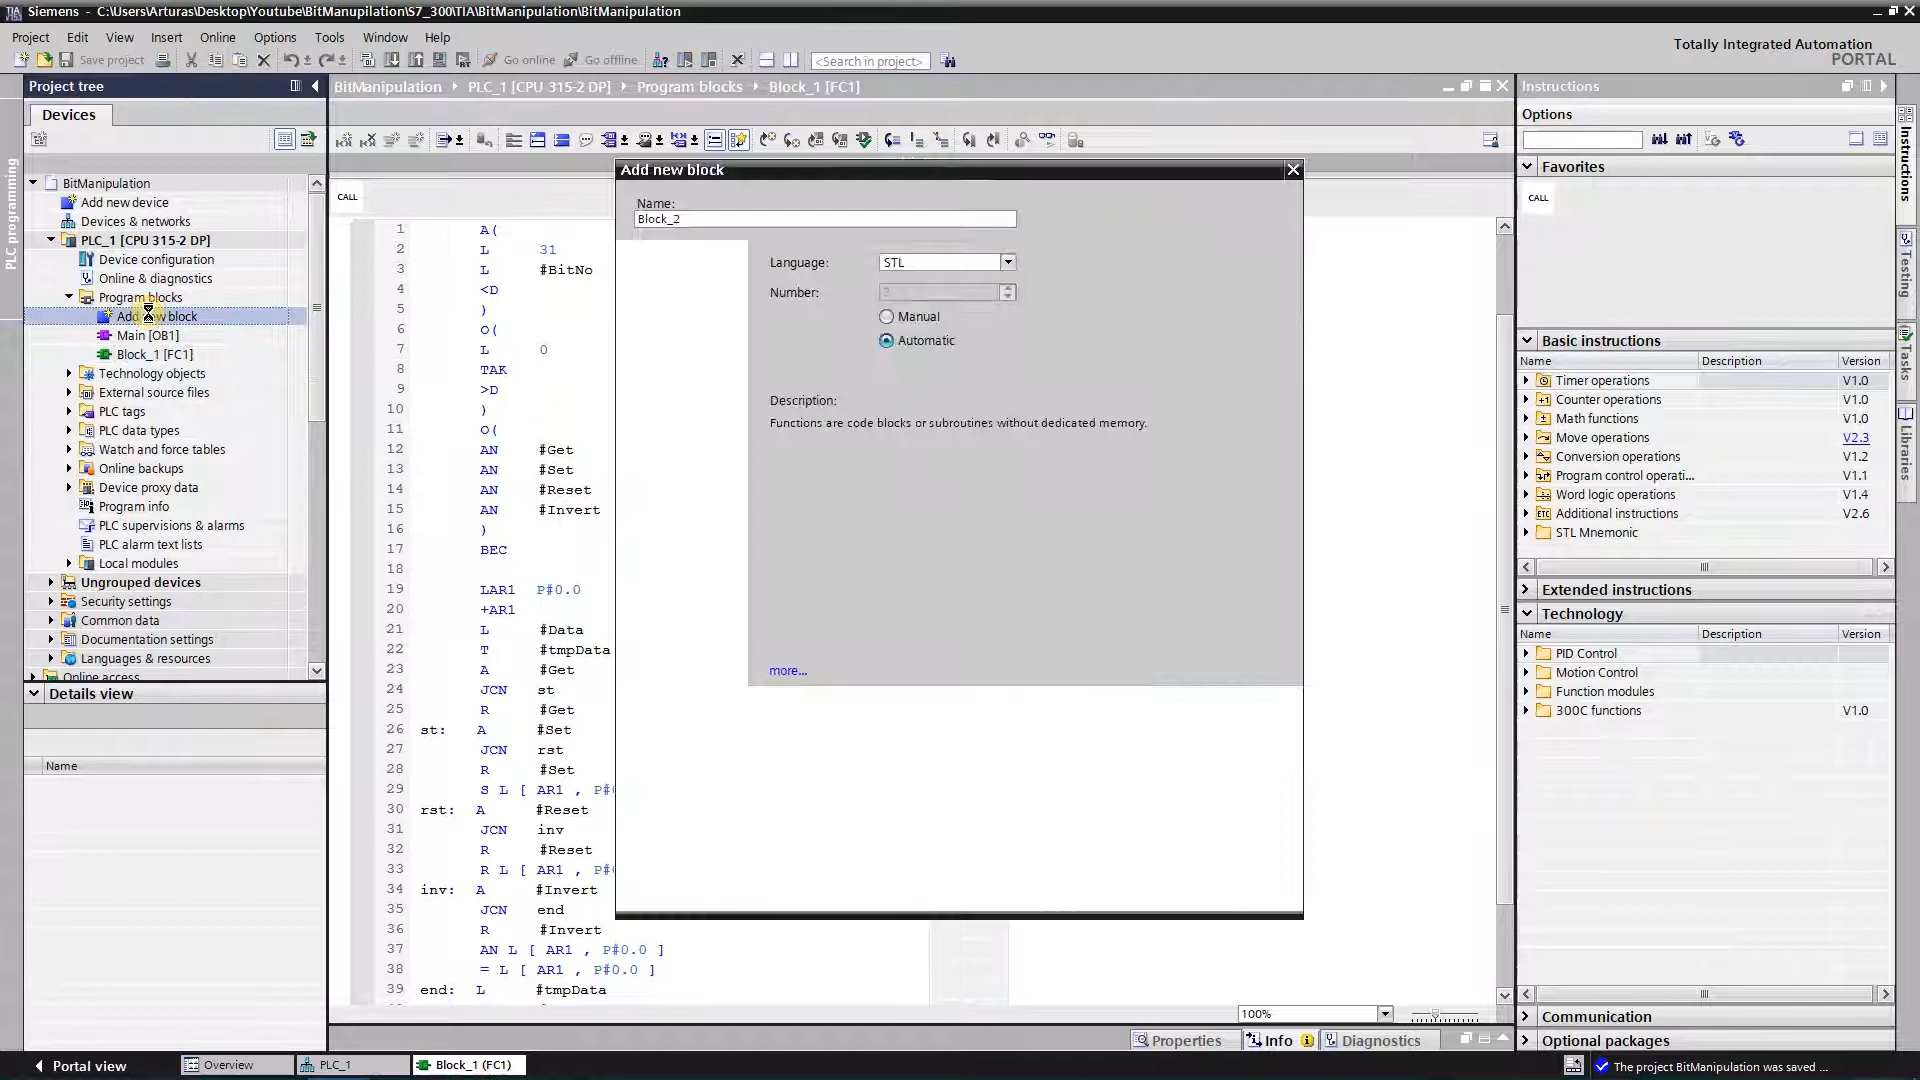 Siemens - C:\Users\Arturas\Desktop\Youtube\BitManupilation\S7_300\TIA\BitManipulation\BitManipulation
Project Edit View Insert Online Options Tools Window Help
Totally Integrated Automation
PORTAL
Save project
Go online
Go offline
<Search in project>
Project tree
Devices
PLC programming
BitManipulation
Add new device
Devices & networks
PLC_1 [CPU 315-2 DP]
Device configuration
Online & diagnostics
Program blocks
Add new block
Main [OB1]
Block_1 [FC1]
Technology objects
External source files
PLC tags
PLC data types
Watch and force tables
Online backups
Device proxy data
Program info
PLC supervisions & alarms
PLC alarm text lists
Local modules
Ungrouped devices
Security settings
Common data
Documentation settings
Languages & resources
Online access
Details view
Name
BitManipulation PLC_1 [CPU 315-2 DP] Program blocks Block_1 [FC1]
CALL
1 A(
2 L 31
3 L #BitNo
4 <D
5 )
6 O(
7 L 0
8 TAK
9 >D
10 )
11 O(
12 AN #Get
13 AN #Set
14 AN #Reset
15 AN #Invert
16 )
17 BEC
18
19 LAR1 P#0.0
20 +AR1
21 L #Data
22 T #tmpData
23 A #Get
24 JCN st
25 R #Get
26 st: A #Set
27 JCN rst
28 R #Set
29 S L [ AR1 , P#
30 rst: A #Reset
31 JCN inv
32 R #Reset
33 R L [ AR1 , P#
34 inv: A #Invert
35 JCN end
36 R #Invert
37 AN L [ AR1 , P#0.0 ]
38 = L [ AR1 , P#0.0 ]
39 end: L #tmpData
Add new block
Name:
Block_2
Language: STL
Number:
Manual
Automatic
Description:
Functions are code blocks or subroutines without dedicated memory.
more...
100%
Properties
Info
Diagnostics
Instructions
Options
Favorites
CALL
Basic instructions
Name Description Version
Timer operations V1.0
Counter operations V1.0
Math functions V1.0
Move operations V2.3
Conversion operations V1.2
Program control operati... V1.1
Word logic operations V1.4
Additional instructions V2.6
STL Mnemonic
Extended instructions
Technology
Name Description Version
PID Control
Motion Control
Function modules
300C functions V1.0
Communication
Optional packages
Instructions
Testing
Tasks
Libraries
Portal view
Overview
PLC_1
Block_1 (FC1)
The project BitManipulation was saved ...